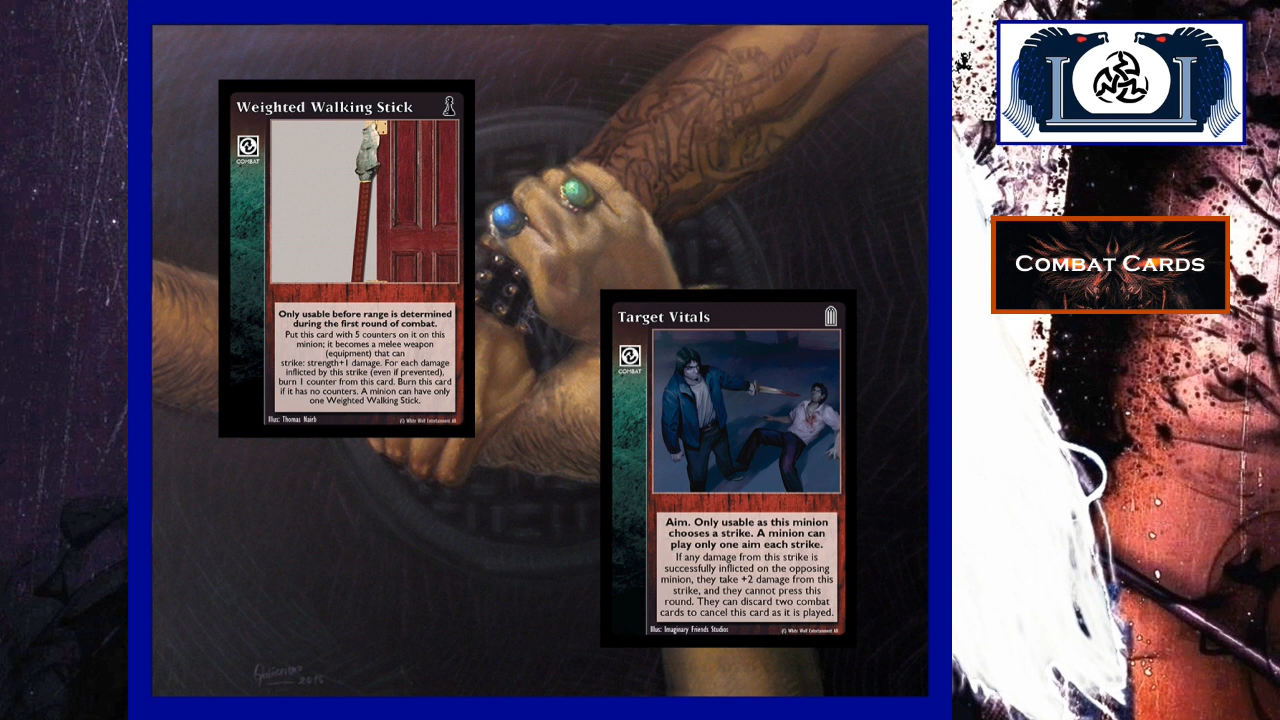 Weighted Walking Stick
COMBAT
Only usable before range is determined
during the first round of combat.
Put this card with 5 counters on it on this
minion; it becomes a melee weapon
(equipment) that can
strike: strength+1 damage. For each damage
inflicted by this strike (even if prevented),
burn 1 counter from this card. Burn this card
if it has no counters. A minion can have only
one Weighted Walking Stick.
Illus: Thomas Nairb
© White Wolf Entertainment AB
Target Vitals
COMBAT
Aim. Only usable as this minion
chooses a strike. A minion can
play only one aim each strike.
If any damage from this strike is
successfully inflicted on the opposing
minion, they take +2 damage from this
strike, and they cannot press this
round. They can discard two combat
cards to cancel this card as it is played.
Illus: Imaginary Friends Studios
© White Wolf Entertainment AB
2015
COMBAT CARDS